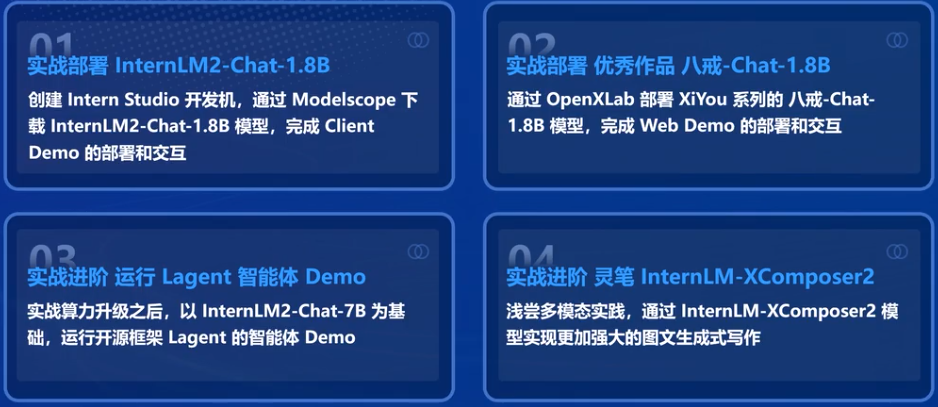 01
实战部署 InternLM2-Chat-1.8B
创建 Intern Studio 开发机，通过 Modelscope 下
载 InternLM2-Chat-1.8B 模型，完成 Client
Demo 的部署和交互
02
实战部署 优秀作品 八戒-Chat-1.8B
通过 OpenXLab 部署 XiYou 系列的 八戒-Chat-
1.8B 模型，完成 Web Demo 的部署和交互
03
实战进阶 运行 Lagent 智能体 Demo
实战算力升级之后，以 InternLM2-Chat-7B 为基
础，运行开源框架 Lagent 的智能体 Demo
04
实战进阶 灵笔 InternLM-XComposer2
浅尝多模态实践，通过 InternLM-XComposer2 模
型实现更加强大的图文生成式写作